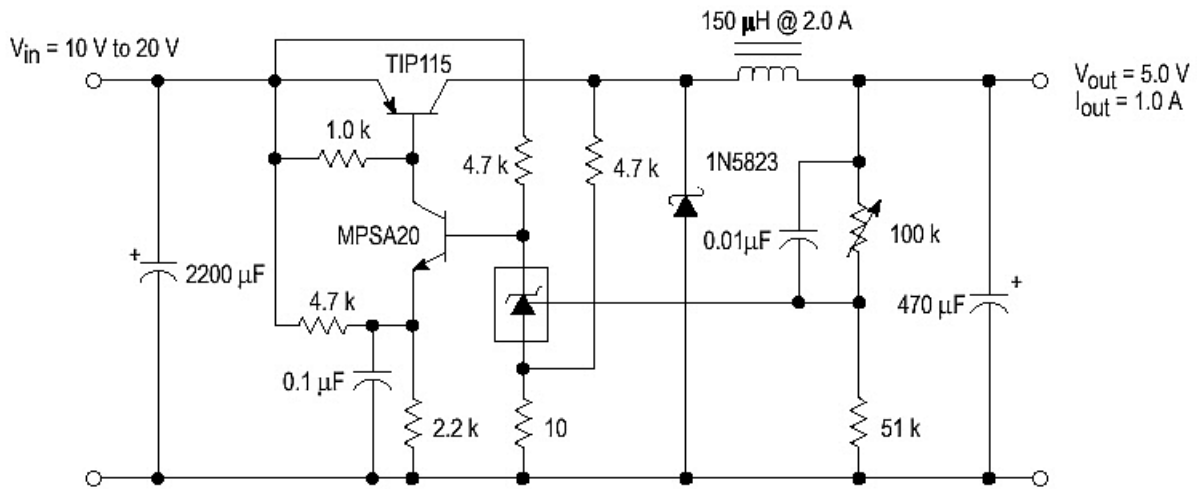 150 μH @ 2.0 A
Vin = 10 V to 20 V
TIP115
Vout = 5.0 V
Iout = 1.0 A
1.0 k
4.7 k
4.7 k
1N5823
MPSA20
0.01μF
100 k
+
2200 μF
4.7 k
+
470 μF
0.1 μF
2.2 k
10
51 k